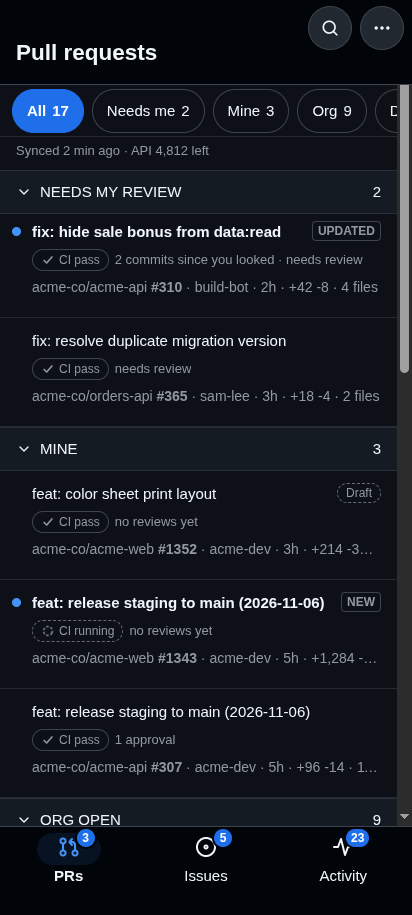 Pull requests
All 17 Needs me 2 Mine 3 Org 9
Synced 2 min ago · API 4,812 left
NEEDS MY REVIEW 2
fix: hide sale bonus from data:read UPDATED
CI pass 2 commits since you looked · needs review
acme-co/acme-api #310 · build-bot · 2h · +42 -8 · 4 files
fix: resolve duplicate migration version
CI pass needs review
acme-co/orders-api #365 · sam-lee · 3h · +18 -4 · 2 files
MINE 3
feat: color sheet print layout Draft
CI pass no reviews yet
acme-co/acme-web #1352 · acme-dev · 3h · +214 -3…
feat: release staging to main (2026-11-06) NEW
CI running no reviews yet
acme-co/acme-web #1343 · acme-dev · 5h · +1,284 -…
feat: release staging to main (2026-11-06)
CI pass 1 approval
acme-co/acme-api #307 · acme-dev · 5h · +96 -14 · 1…
ORG OPEN 9
3 5 23
PRs Issues Activity